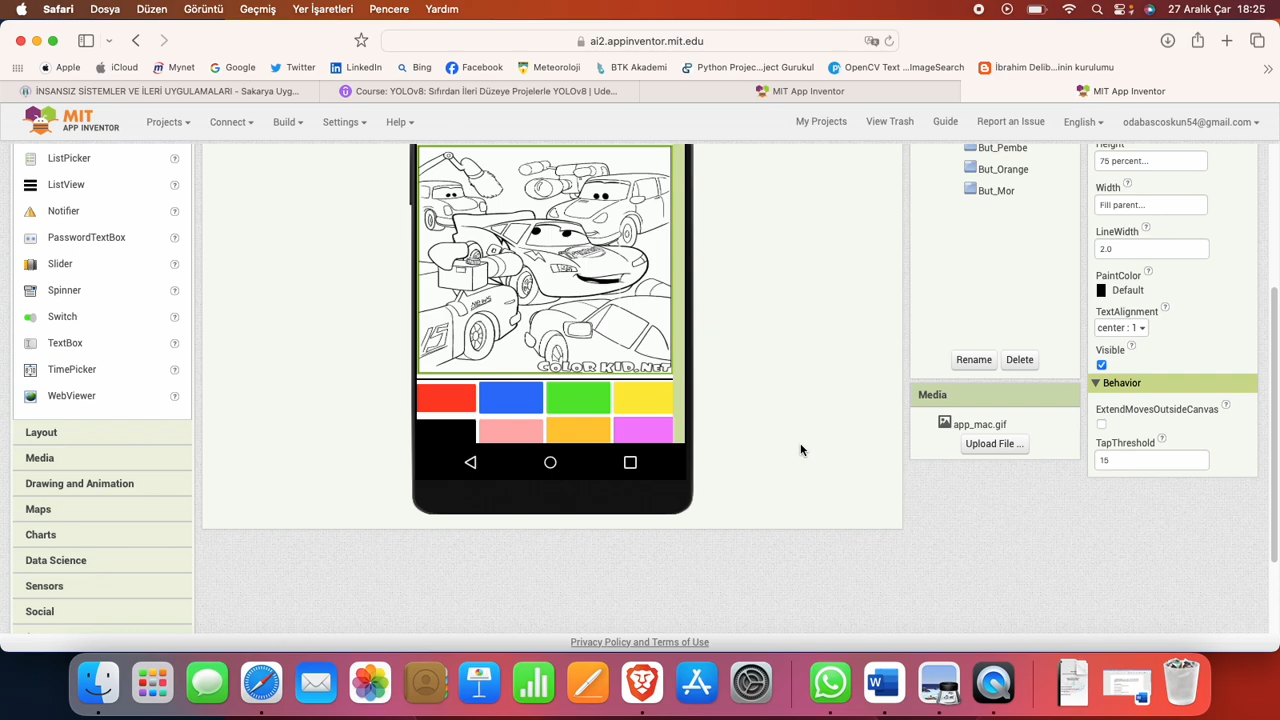 Safari Dosya Düzen Görüntü Geçmiş Yer İşaretleri Pencere Yardım 27 Aralık Çar 18:25
ai2.appinventor.mit.edu
Apple iCloud Mynet Google Twitter LinkedIn Bing Facebook Meteoroloji BTK Akademi Python Projec...ject Gurukul OpenCV Text ...ImageSearch İbrahim Delib...inin kurulumu
İNSANSIZ SİSTEMLER VE İLERİ UYGULAMALARI - Sakarya Uyg... Course: YOLOv8: Sıfırdan İleri Düzeye Projelerle YOLOv8 | Ude... MIT App Inventor MIT App Inventor
MIT
APP INVENTOR
Projects Connect Build Settings Help My Projects View Trash Guide Report an Issue English odabascoskun54@gmail.com
ListPicker
ListView
Notifier
PasswordTextBox
Slider
Spinner
Switch
TextBox
TimePicker
WebViewer
Layout
Media
Drawing and Animation
Maps
Charts
Data Science
Sensors
Social
COLOR KID.NET
But_Pembe
But_Orange
But_Mor
Rename Delete
Media
app_mac.gif
Upload File ...
Height
75 percent...
Width
Fill parent...
LineWidth
2.0
PaintColor
Default
TextAlignment
center : 1
Visible
Behavior
ExtendMovesOutsideCanvas
TapThreshold
15
Privacy Policy and Terms of Use